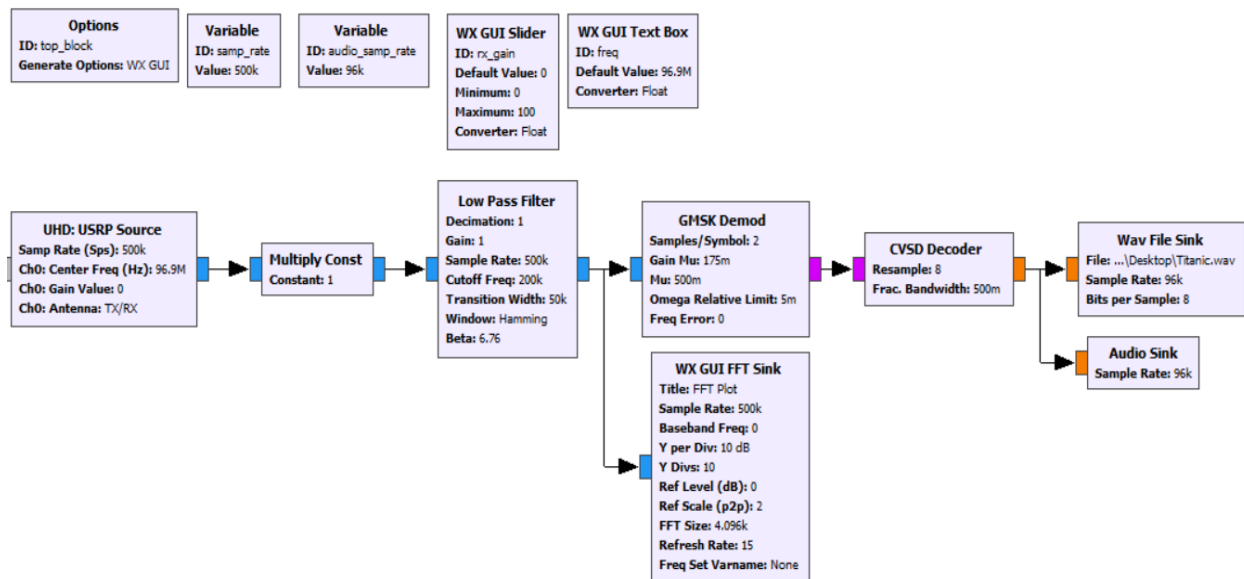 Options
ID: top_block
Generate Options: WX GUI
Variable
ID: samp_rate
Value: 500k
Variable
ID: audio_samp_rate
Value: 96k
WX GUI Slider
ID: rx_gain
Default Value: 0
Minimum: 0
Maximum: 100
Converter: Float
WX GUI Text Box
ID: freq
Default Value: 96.9M
Converter: Float
UHD: USRP Source
Samp Rate (Sps): 500k
Ch0: Center Freq (Hz): 96.9M
Ch0: Gain Value: 0
Ch0: Antenna: TX/RX
Multiply Const
Constant: 1
Low Pass Filter
Decimation: 1
Gain: 1
Sample Rate: 500k
Cutoff Freq: 200k
Transition Width: 50k
Window: Hamming
Beta: 6.76
GMSK Demod
Samples/Symbol: 2
Gain Mu: 175m
Mu: 500m
Omega Relative Limit: 5m
Freq Error: 0
CVSD Decoder
Resample: 8
Frac. Bandwidth: 500m
Wav File Sink
File: ...\Desktop\Titanic.wav
Sample Rate: 96k
Bits per Sample: 8
Audio Sink
Sample Rate: 96k
WX GUI FFT Sink
Title: FFT Plot
Sample Rate: 500k
Baseband Freq: 0
Y per Div: 10 dB
Y Divs: 10
Ref Level (dB): 0
Ref Scale (p2p): 2
FFT Size: 4.096k
Refresh Rate: 15
Freq Set Varname: None